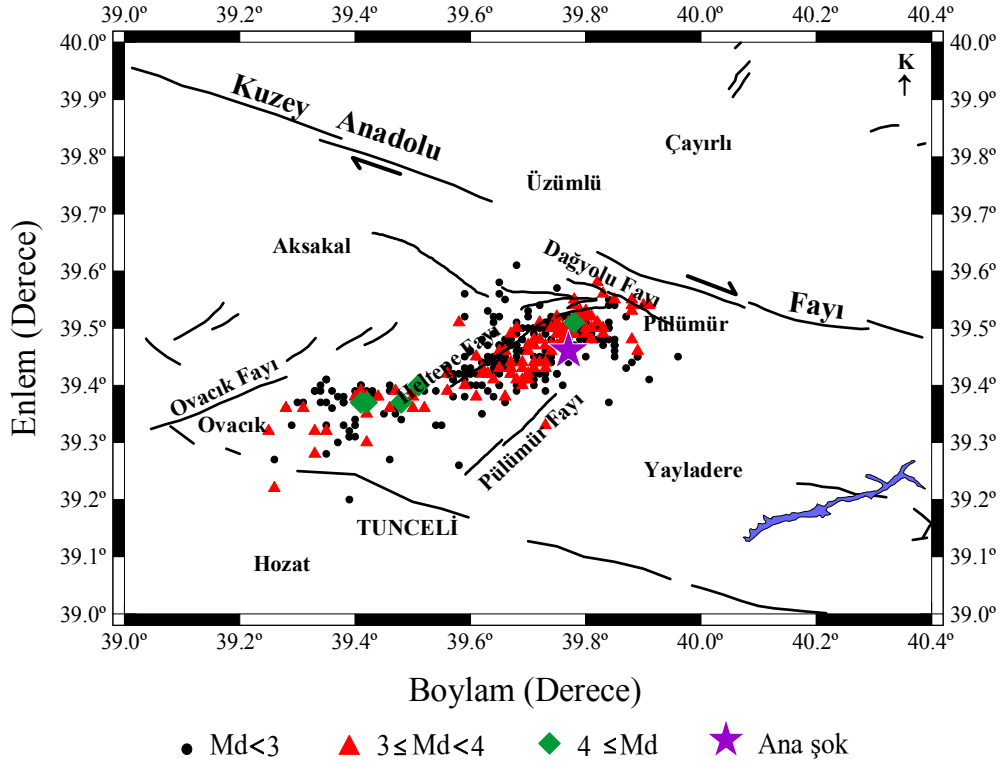 39.0º 39.2º 39.4º 39.6º 39.8º 40.0º 40.2º 40.4º
40.0º 40.0º
K
39.9º 39.9º
Kuzey
Anadolu
Çayırlı
39.8º 39.8º
Üzümlü
39.7º 39.7º
Aksakal
Dağyolu Fayı
39.6º 39.6º
Fayı
Pülümür
39.5º 39.5º
Heltepe Fayı
Ovacık Fayı
39.4º 39.4º
Ovacık
39.3º 39.3º
Pülümür Fayı
Yayladere
39.2º 39.2º
TUNCELİ
Hozat
39.1º 39.1º
39.0º 39.0º
39.0º 39.2º 39.4º 39.6º 39.8º 40.0º 40.2º 40.4º
Enlem (Derece)
Boylam (Derece)
Md<3 3≤Md<4 4 ≤Md Ana şok